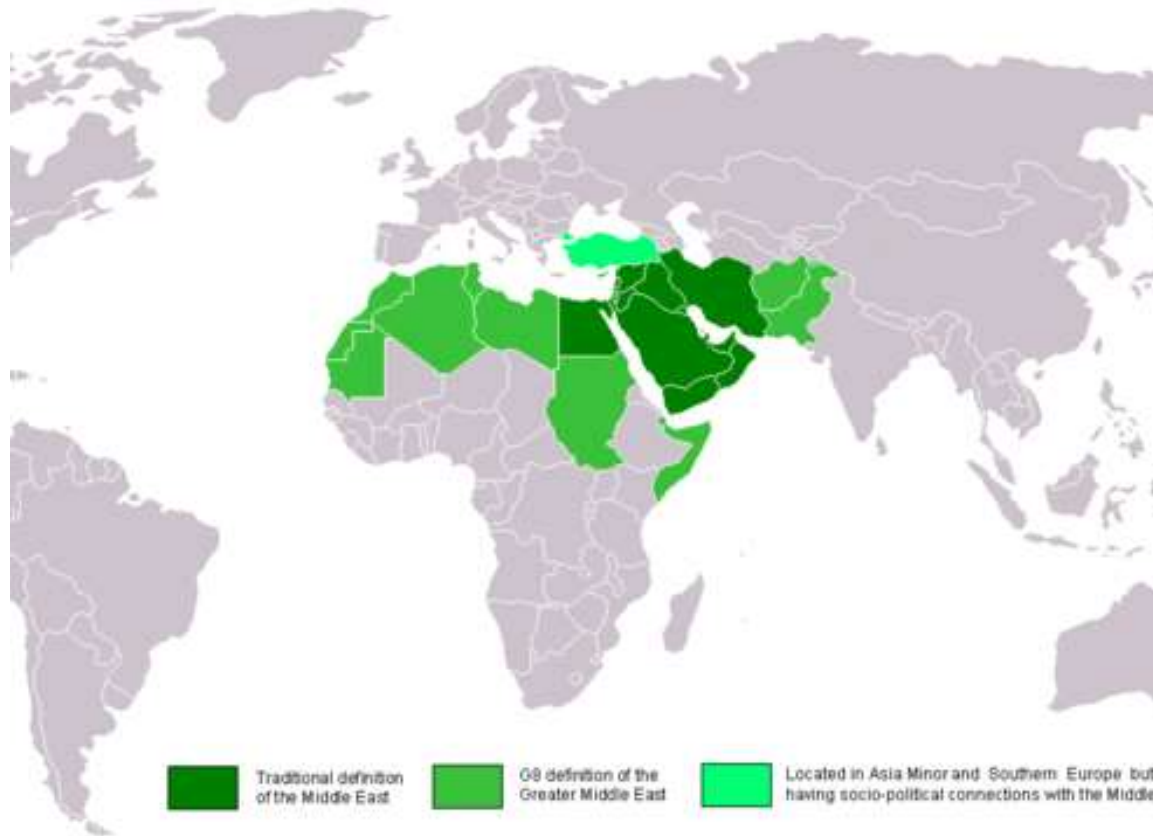 Traditional definition
of the Middle East
G8 definition of the
Greater Middle East
Located in Asia Minor and Southern Europe but
having socio-political connections with the Middle